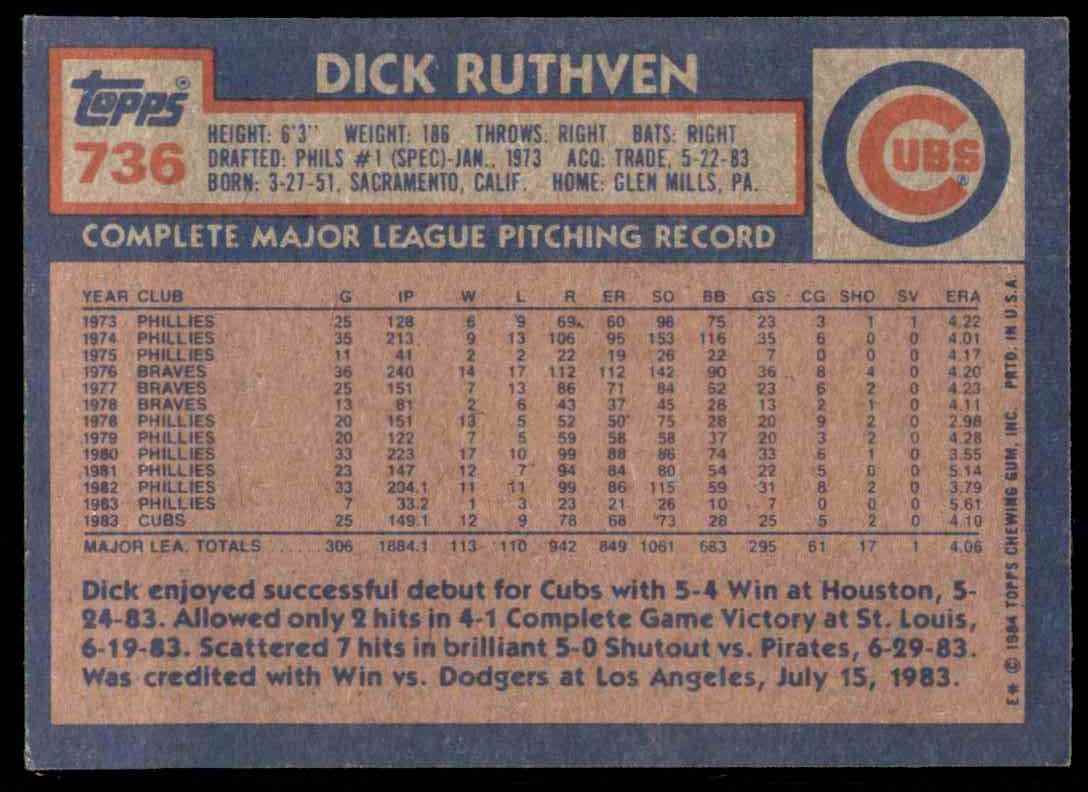 DICK RUTHVEN
TOPPS®
736
HEIGHT: 6'3" WEIGHT: 186 THROWS: RIGHT BATS: RIGHT
DRAFTED: PHILS #1 (SPEC)-JAN., 1973 ACQ: TRADE, 5-22-83
BORN: 3-27-51, SACRAMENTO, CALIF. HOME: GLEN MILLS, PA.
CUBS®
COMPLETE MAJOR LEAGUE PITCHING RECORD
YEAR CLUB G IP W L R ER SO BB GS CG SHO SV ERA
1973 PHILLIES 25 128 6 9 69 60 98 75 23 3 1 1 4.22
1974 PHILLIES 35 213 9 13 106 95 153 116 35 6 0 0 4.01
1975 PHILLIES 11 41 2 2 22 19 26 22 7 0 0 0 4.17
1976 BRAVES 36 240 14 17 112 112 142 90 36 8 4 0 4.20
1977 BRAVES 25 151 7 13 86 71 84 62 23 6 2 0 4.23
1978 BRAVES 13 81 2 6 43 37 45 28 13 2 1 0 4.11
1978 PHILLIES 20 151 13 5 52 50 75 28 20 9 2 0 2.98
1979 PHILLIES 20 122 7 5 59 58 58 37 20 3 2 0 4.28
1980 PHILLIES 33 223 17 10 99 88 86 74 33 6 1 0 3.55
1981 PHILLIES 23 147 12 7 94 84 80 54 22 5 0 0 5.14
1982 PHILLIES 33 204.1 11 11 99 86 115 59 31 8 2 0 3.79
1983 PHILLIES 7 33.2 1 3 23 21 26 10 7 0 0 0 5.61
1983 CUBS 25 149.1 12 9 78 68 73 28 25 5 2 0 4.10
MAJOR LEA. TOTALS ...... 306 1884.1 113 110 942 849 1061 683 295 61 17 1 4.06
Dick enjoyed successful debut for Cubs with 5-4 Win at Houston, 5-
24-83. Allowed only 2 hits in 4-1 Complete Game Victory at St. Louis,
6-19-83. Scattered 7 hits in brilliant 5-0 Shutout vs. Pirates, 6-29-83.
Was credited with Win vs. Dodgers at Los Angeles, July 15, 1983.
E* © 1984 TOPPS CHEWING GUM, INC. PRTD. IN U.S.A.